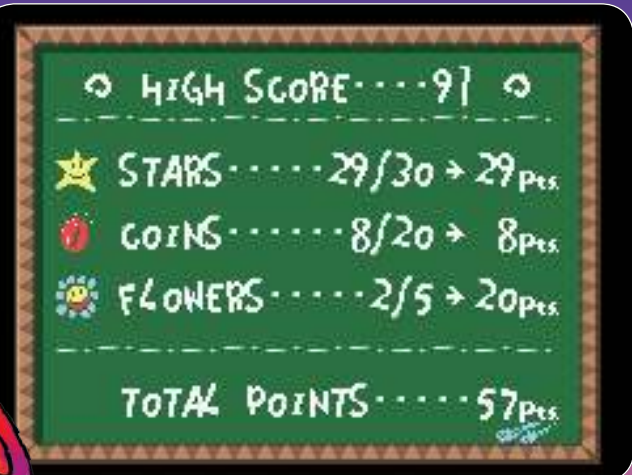 HIGH SCORE····97
STARS·····29/30→29Pts.
COINS······8/20→ 8Pts.
FLOWERS·····2/5→20Pts.
TOTAL POINTS·····57Pts.